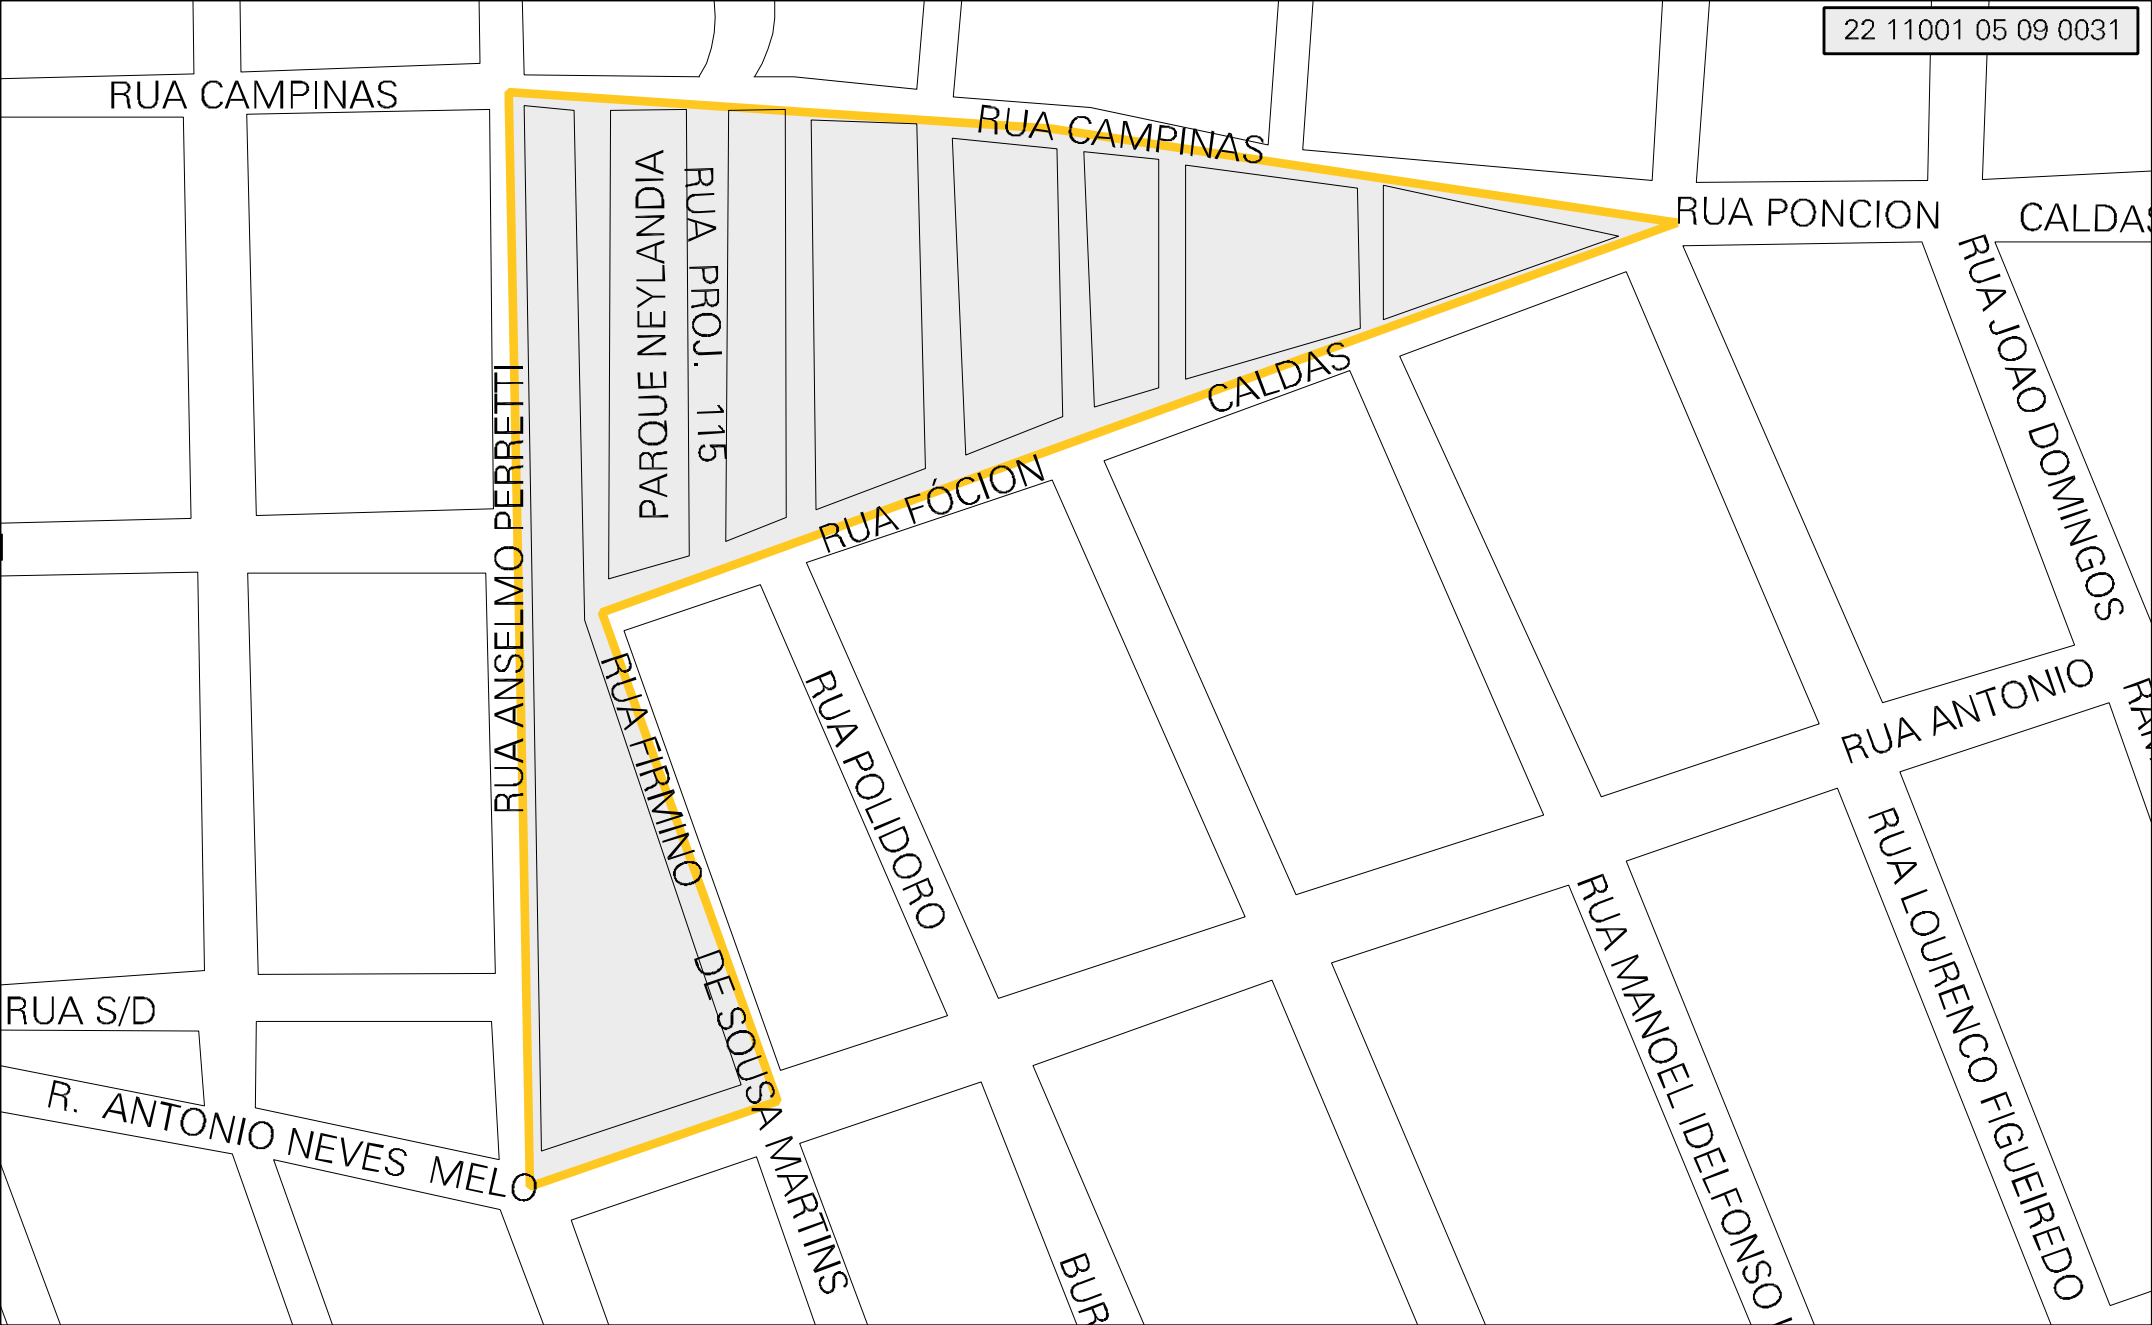 22 11001 05 09 0031
RUA CAMPINAS
RUA CAMPINAS
RUA PONCION CALDAS
PARQUE NEYLANDIA
RUA PROJ. 115
RUA JOAO DOMINGOS
RUA ANSELMO PERRETTI
RUA FÓCION CALDAS
RUA FIRMINO DE SOUSA MARTINS
RUA POLIDORO
RUA ANTONIO
RUA LOURENCO FIGUEIREDO
RUA MANOEL IDELFONSO
RUA S/D
R. ANTONIO NEVES MELO
BUR